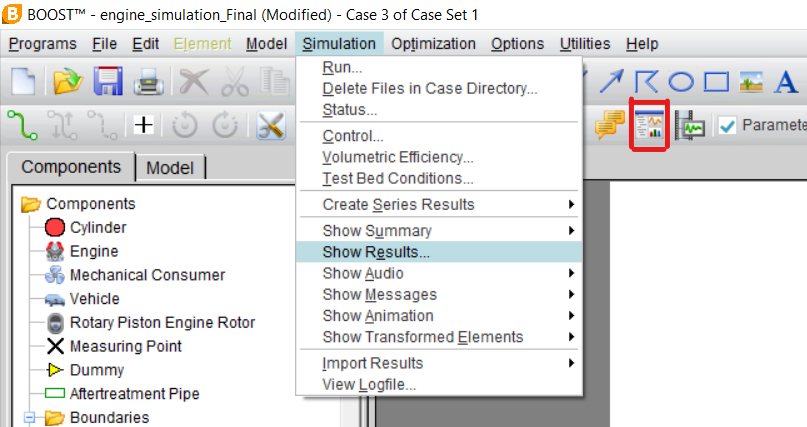 BOOST™ - engine_simulation_Final (Modified) - Case 3 of Case Set 1
Programs File Edit Element Model Simulation Optimization Options Utilities Help
A
Paramete
Components Model
Components
Cylinder
Engine
Mechanical Consumer
Vehicle
Rotary Piston Engine Rotor
Measuring Point
Dummy
Aftertreatment Pipe
Boundaries
Run...
Delete Files in Case Directory...
Status...
Control...
Volumetric Efficiency...
Test Bed Conditions...
Create Series Results
Show Summary
Show Results...
Show Audio
Show Messages
Show Animation
Show Transformed Elements
Import Results
View Logfile...